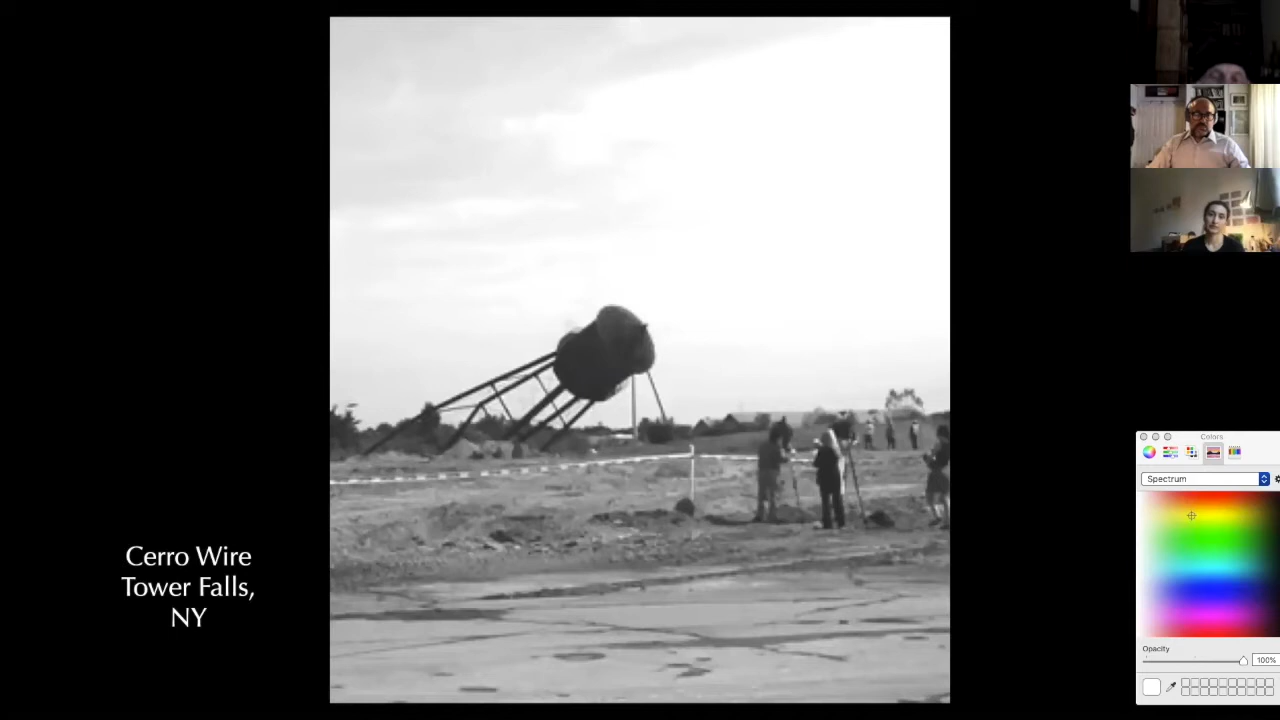 Cerro Wire
Tower Falls,
NY
Colors
Spectrum
Opacity
100%